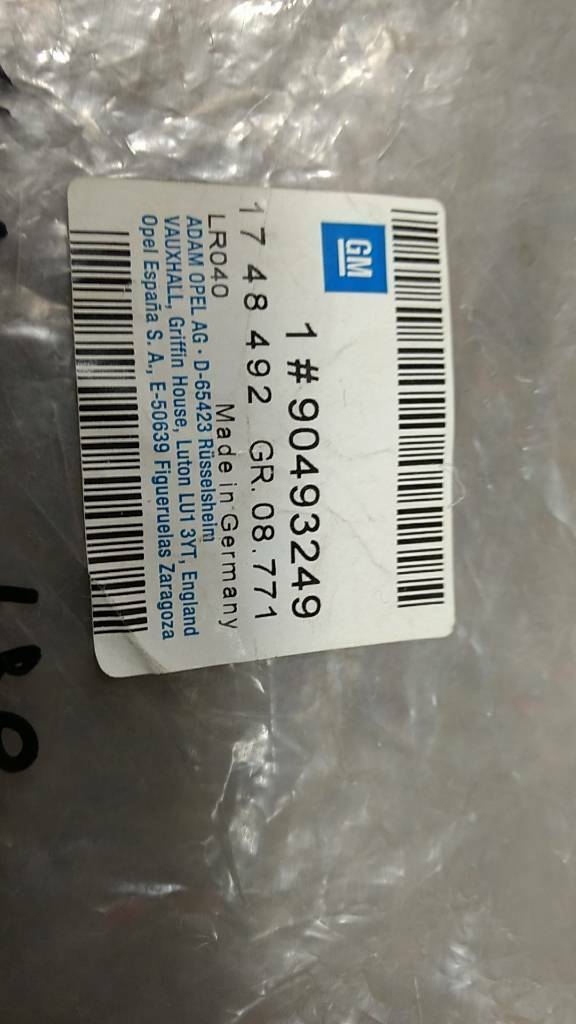 GM
1 # 90493249
17 48 492 GR. 08.771
LR040 Made in Germany
ADAM OPEL AG · D-65423 Rüsselsheim
VAUXHALL, Griffin House, Luton LU1 3YT, England
Opel España S. A., E-50639 Figueruelas Zaragoza